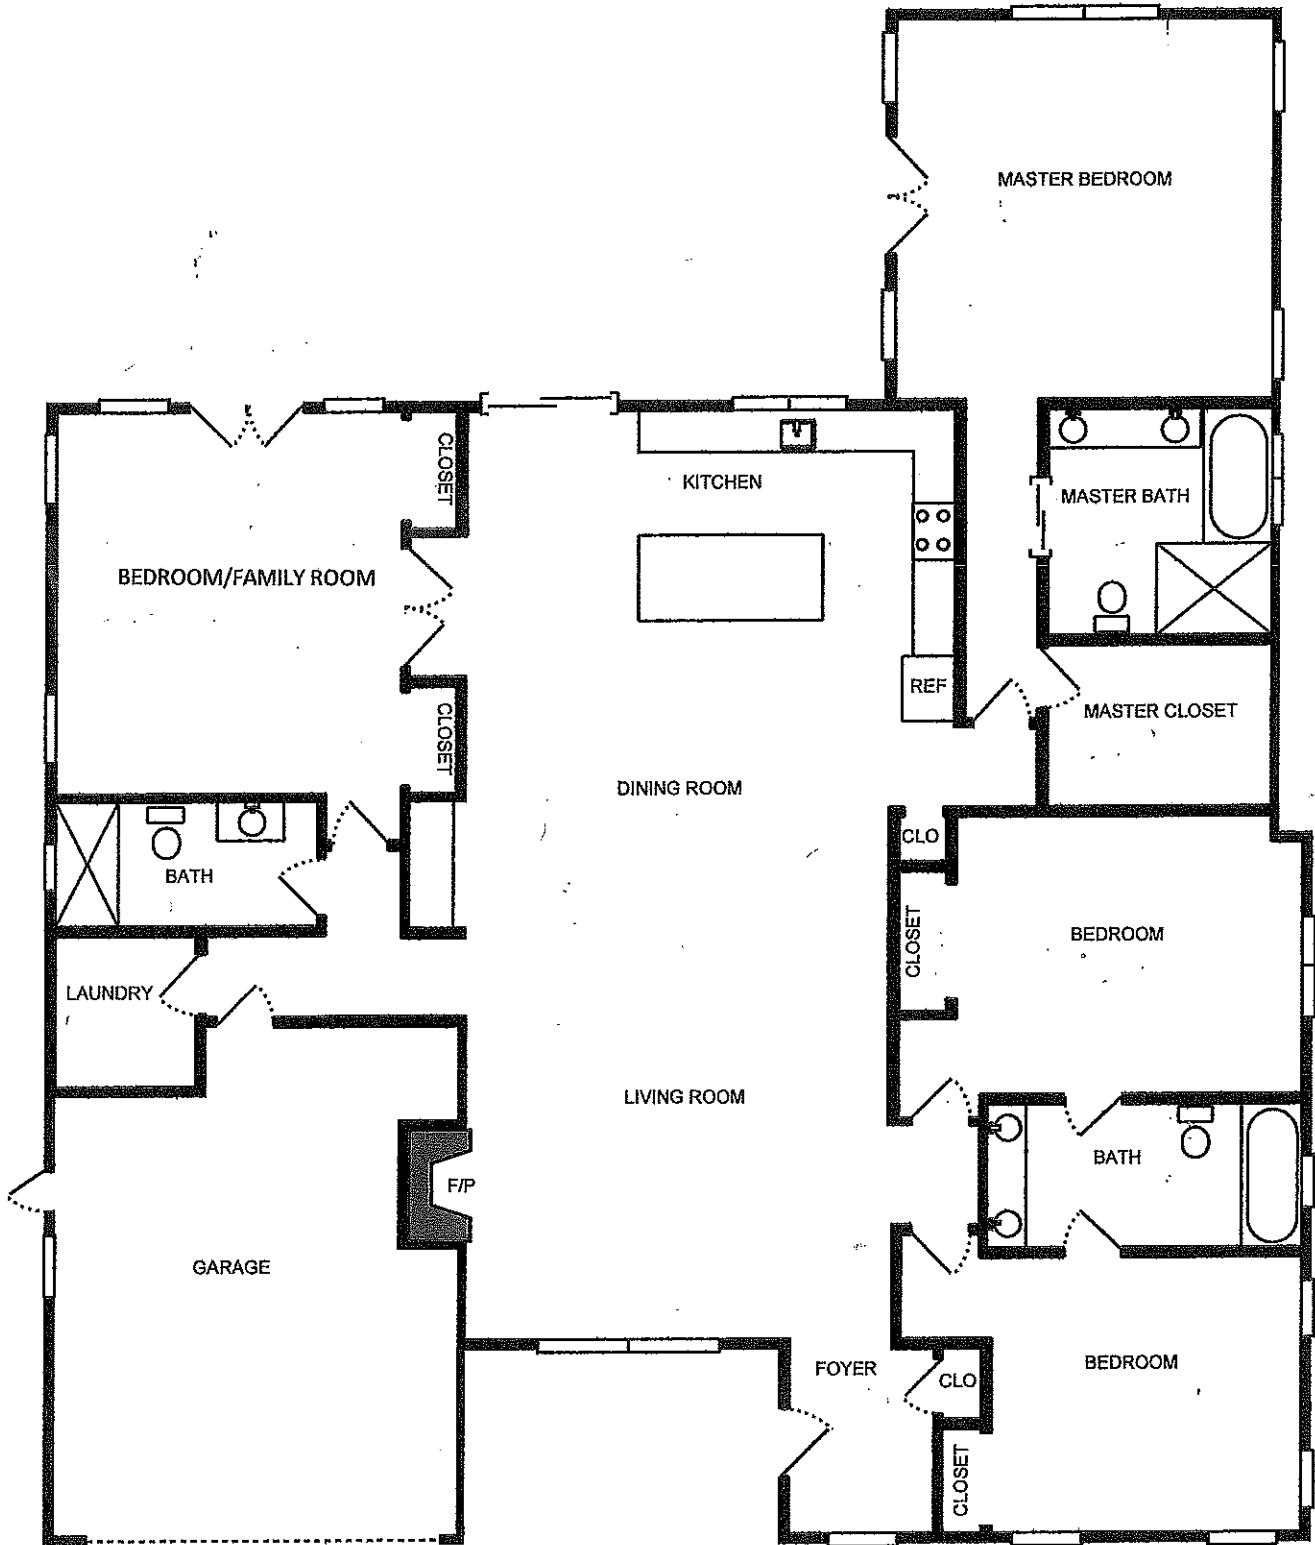 MASTER BEDROOM
CLOSET
KITCHEN
MASTER BATH
BEDROOM/FAMILY ROOM
REF
CLOSET
MASTER CLOSET
DINING ROOM
CLO
BATH
CLOSET
BEDROOM
LAUNDRY
LIVING ROOM
BATH
F/P
GARAGE
FOYER
CLO
BEDROOM
CLOSET